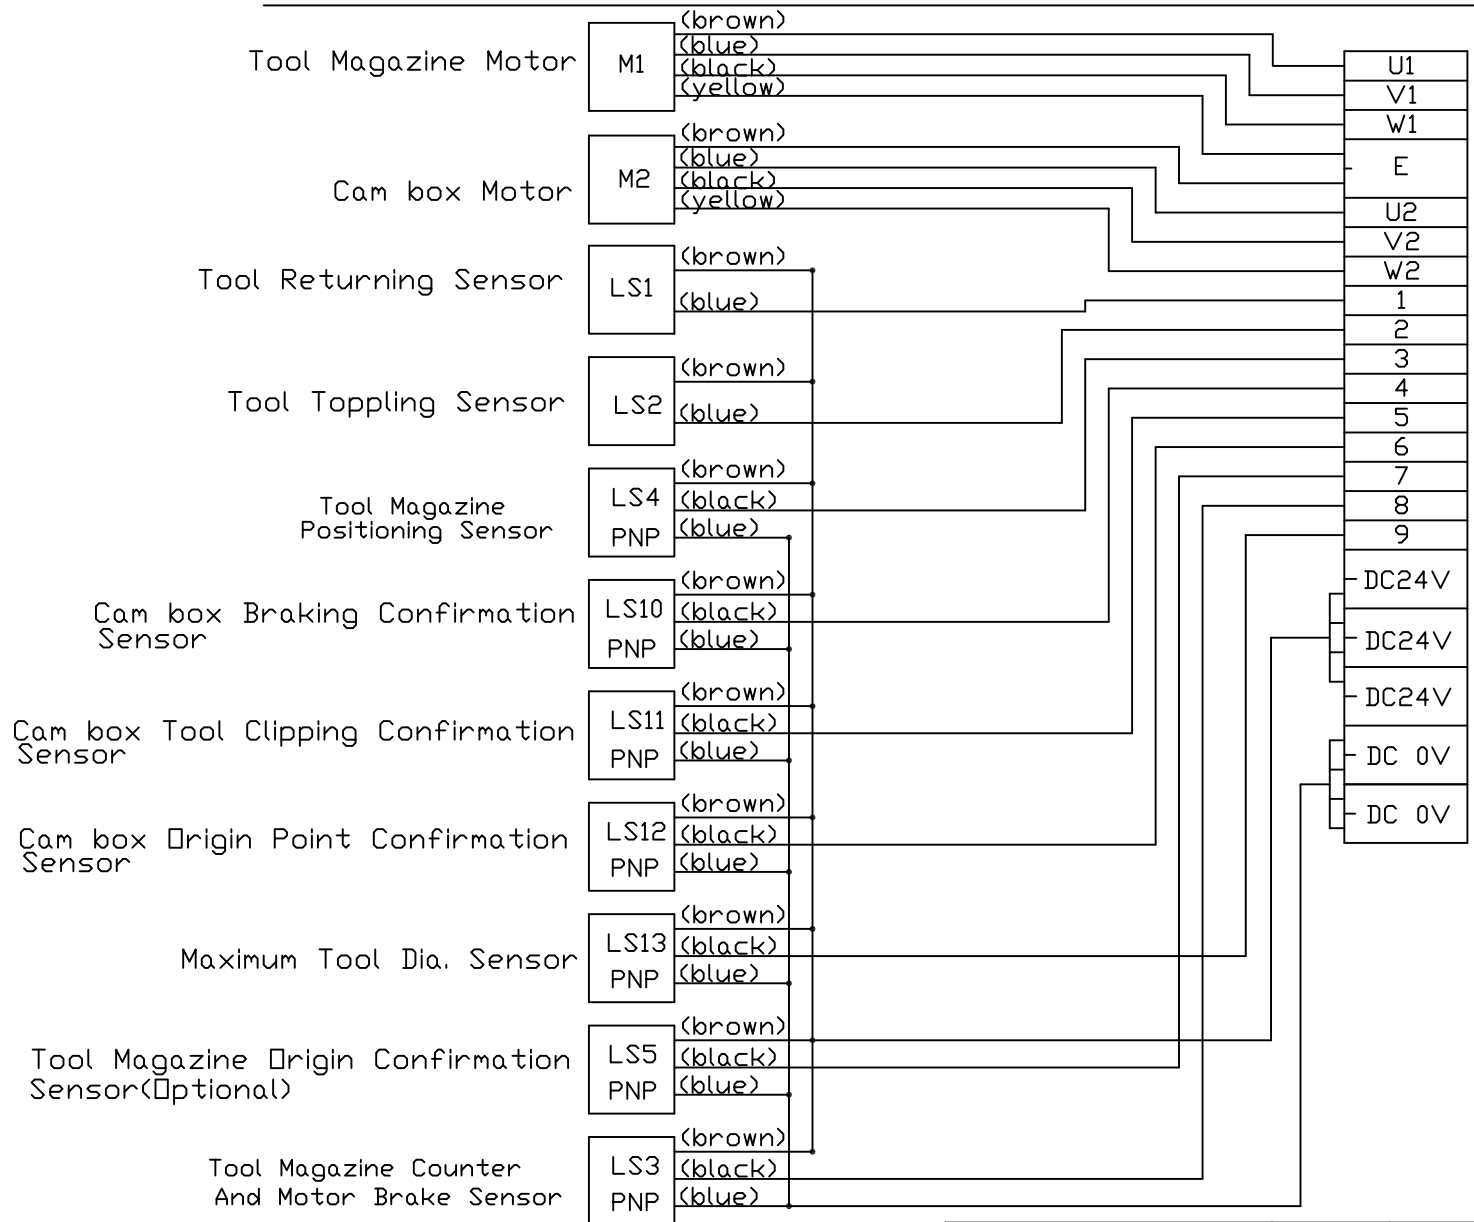 (brown)
(blue)
Tool Magazine Motor
M1
(black)
(yellow)
U1
V1
W1
E
(brown)
(blue)
Cam box Motor
M2
(black)
(yellow)
U2
V2
W2
(brown)
Tool Returning Sensor
LS1
(blue)
1
2
3
4
5
6
7
8
9
(brown)
Tool Toppling Sensor
LS2
(blue)
(brown)
Tool Magazine
Positioning Sensor
LS4
PNP
(black)
(blue)
DC24V
DC24V
DC24V
DC 0V
DC 0V
(brown)
Cam box Braking Confirmation
Sensor
LS10
PNP
(black)
(blue)
(brown)
Cam box Tool Clipping Confirmation
Sensor
LS11
PNP
(black)
(blue)
(brown)
Cam box Origin Point Confirmation
Sensor
LS12
PNP
(black)
(blue)
(brown)
Maximum Tool Dia. Sensor
LS13
PNP
(black)
(blue)
(brown)
Tool Magazine Origin Confirmation
Sensor(Optional)
LS5
PNP
(black)
(blue)
(brown)
Tool Magazine Counter
And Motor Brake Sensor
LS3
PNP
(black)
(blue)